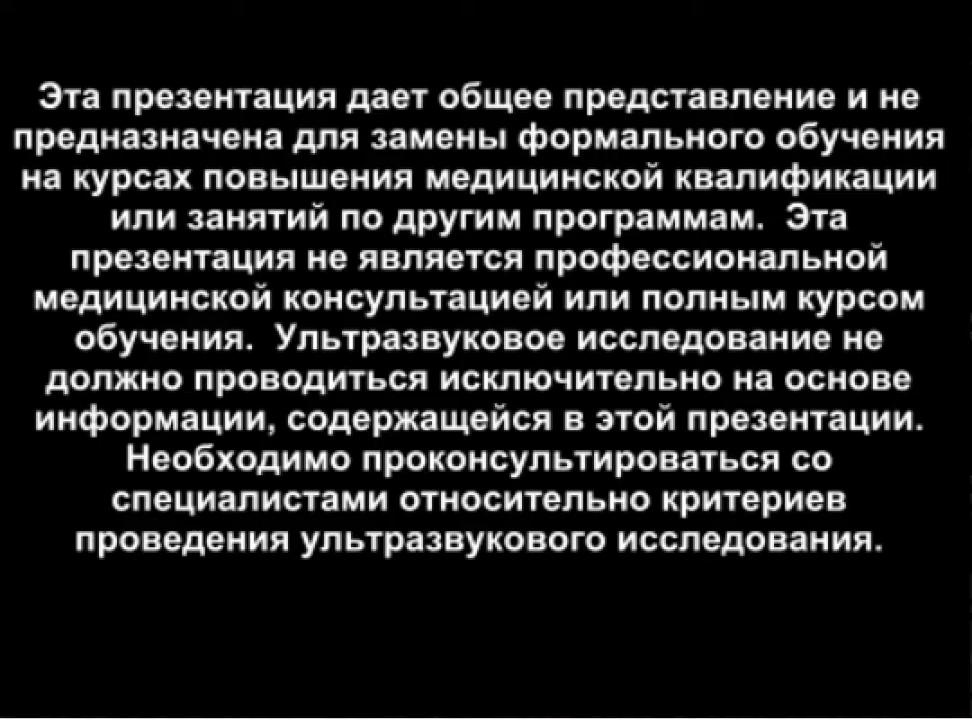 Эта презентация дает общее представление и не
предназначена для замены формального обучения
на курсах повышения медицинской квалификации
или занятий по другим программам. Эта
презентация не является профессиональной
медицинской консультацией или полным курсом
обучения. Ультразвуковое исследование не
должно проводиться исключительно на основе
информации, содержащейся в этой презентации.
Необходимо проконсультироваться со
специалистами относительно критериев
проведения ультразвукового исследования.